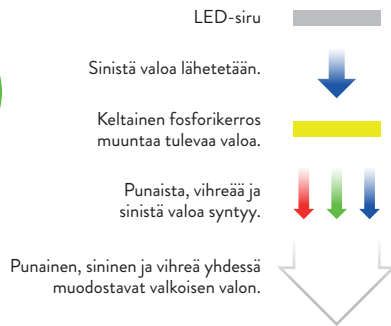 LED-siru
Sinistä valoa lähetetään.
Keltainen fosforikerros
muuntaa tulevaa valoa.
Punaista, vihreää ja
sinistä valoa syntyy.
Punainen, sininen ja vihreä yhdessä
muodostavat valkoisen valon.